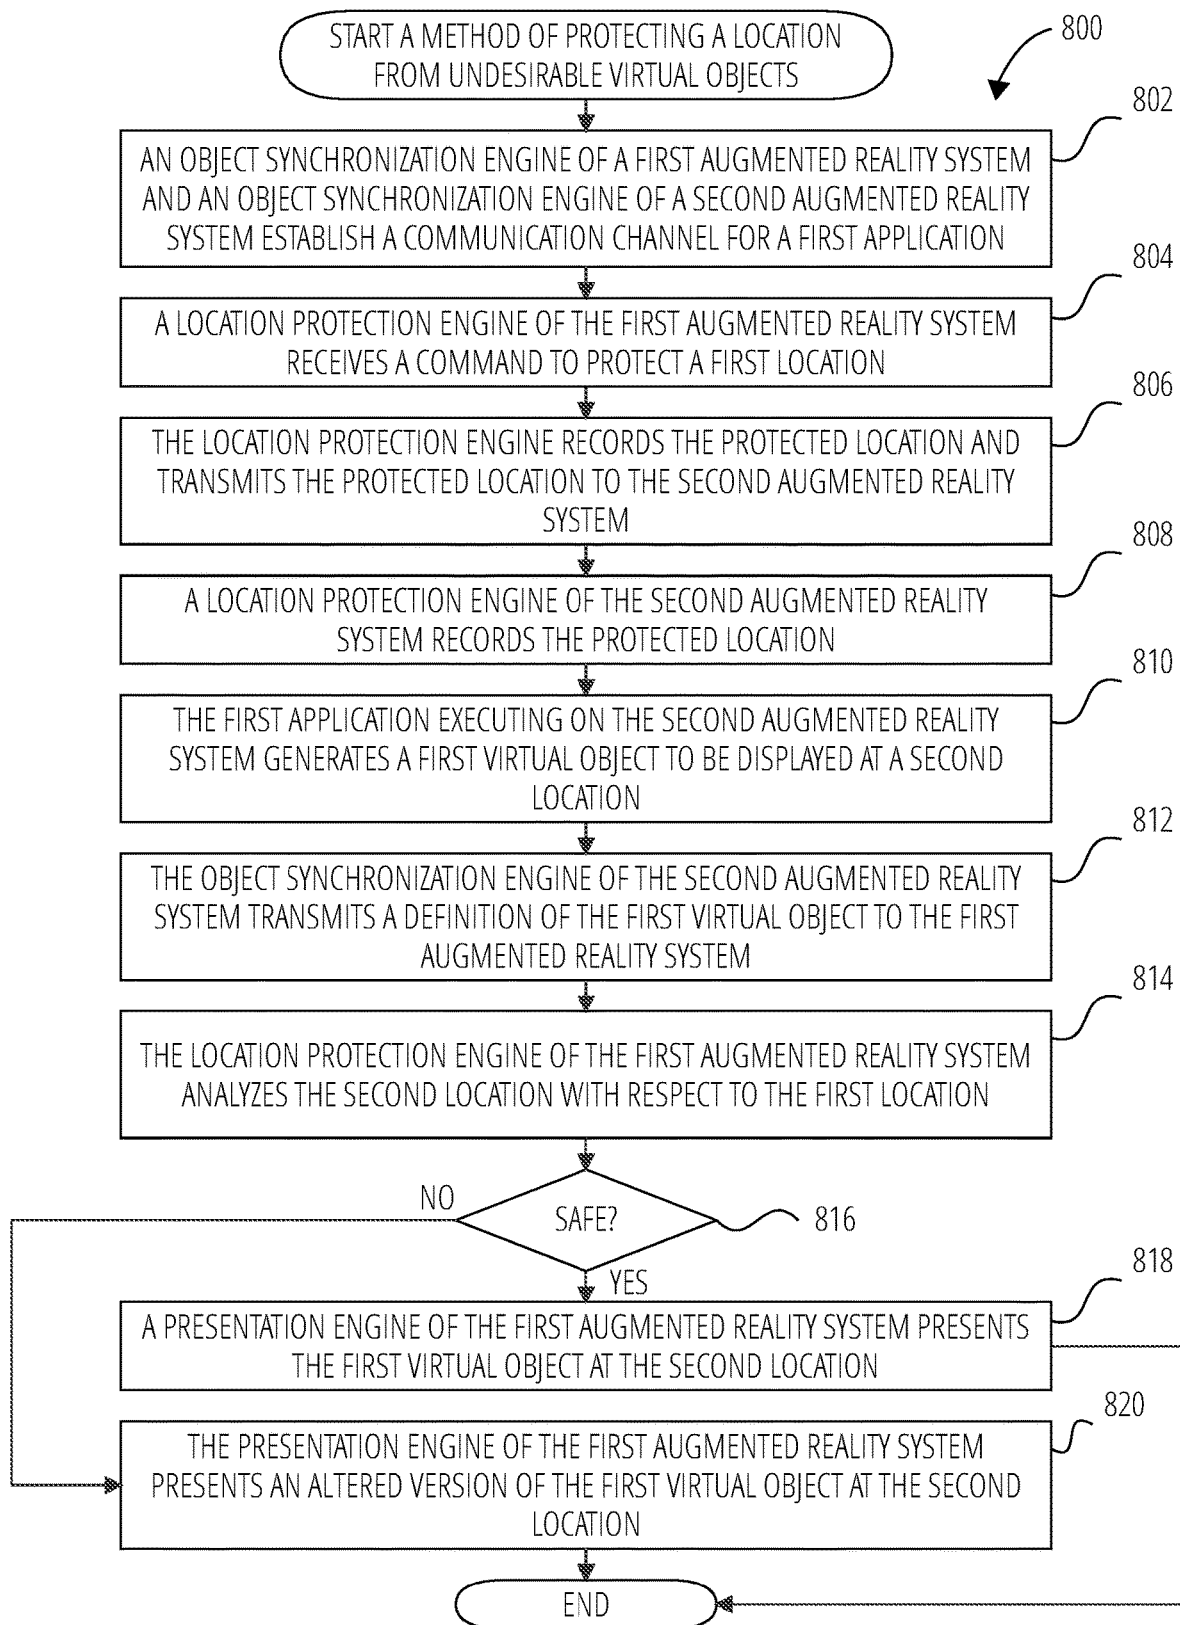 START A METHOD OF PROTECTING A LOCATION
FROM UNDESIRABLE VIRTUAL OBJECTS
800
802
AN OBJECT SYNCHRONIZATION ENGINE OF A FIRST AUGMENTED REALITY SYSTEM
AND AN OBJECT SYNCHRONIZATION ENGINE OF A SECOND AUGMENTED REALITY
SYSTEM ESTABLISH A COMMUNICATION CHANNEL FOR A FIRST APPLICATION
804
A LOCATION PROTECTION ENGINE OF THE FIRST AUGMENTED REALITY SYSTEM
RECEIVES A COMMAND TO PROTECT A FIRST LOCATION
806
THE LOCATION PROTECTION ENGINE RECORDS THE PROTECTED LOCATION AND
TRANSMITS THE PROTECTED LOCATION TO THE SECOND AUGMENTED REALITY
SYSTEM
808
A LOCATION PROTECTION ENGINE OF THE SECOND AUGMENTED REALITY
SYSTEM RECORDS THE PROTECTED LOCATION
810
THE FIRST APPLICATION EXECUTING ON THE SECOND AUGMENTED REALITY
SYSTEM GENERATES A FIRST VIRTUAL OBJECT TO BE DISPLAYED AT A SECOND
LOCATION
812
THE OBJECT SYNCHRONIZATION ENGINE OF THE SECOND AUGMENTED REALITY
SYSTEM TRANSMITS A DEFINITION OF THE FIRST VIRTUAL OBJECT TO THE FIRST
AUGMENTED REALITY SYSTEM
814
THE LOCATION PROTECTION ENGINE OF THE FIRST AUGMENTED REALITY SYSTEM
ANALYZES THE SECOND LOCATION WITH RESPECT TO THE FIRST LOCATION
NO
SAFE?
816
YES
818
A PRESENTATION ENGINE OF THE FIRST AUGMENTED REALITY SYSTEM PRESENTS
THE FIRST VIRTUAL OBJECT AT THE SECOND LOCATION
820
THE PRESENTATION ENGINE OF THE FIRST AUGMENTED REALITY SYSTEM
PRESENTS AN ALTERED VERSION OF THE FIRST VIRTUAL OBJECT AT THE SECOND
LOCATION
END